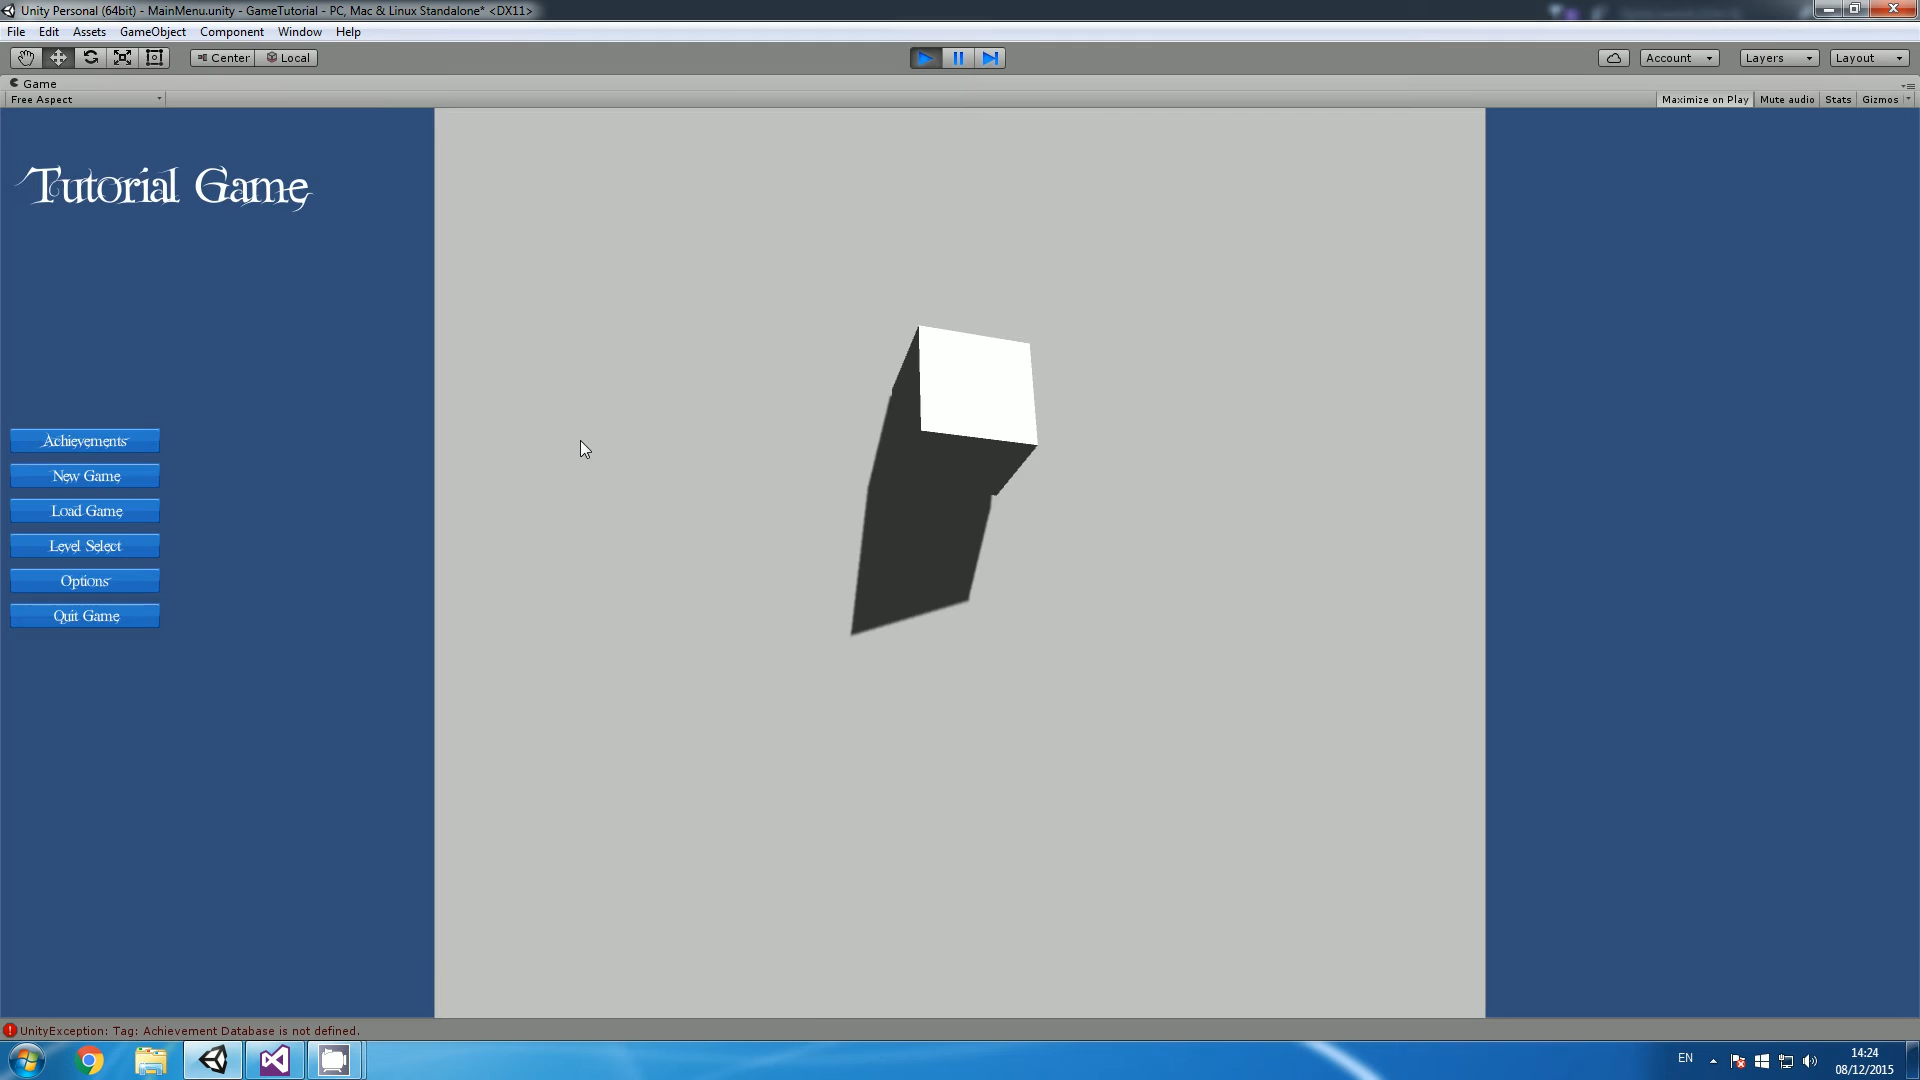 Unity Personal (64bit) - MainMenu.unity - GameTutorial - PC, Mac & Linux Standalone* <DX11>
File Edit Assets GameObject Component Window Help
Center Local Account Layers Layout
Game
Free Aspect Maximize on Play Mute audio Stats Gizmos
Tutorial Game
Achievements
New Game
Load Game
Level Select
Options
Quit Game
UnityException: Tag: Achievement Database is not defined.
EN 14:24
08/12/2015